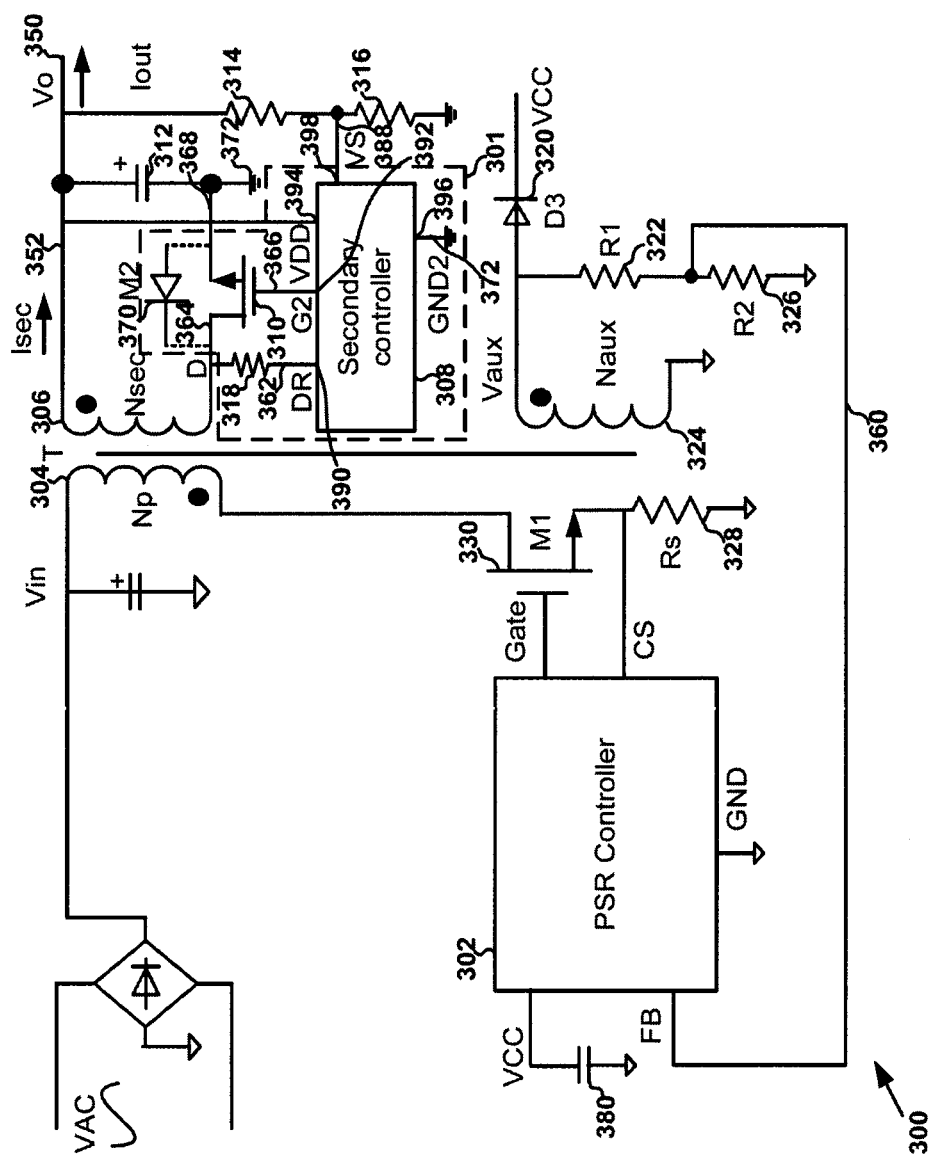 VAC
Vin
304
T
Np
306
Nsec
Isec
352
Vo
350
Iout
370
M2
364
D
318
362
DR
310
366
G2
VDD
394
368
312
+
372
314
316
398
VS
388
392
301
Secondary
controller
308
GND2
396
372
390
Vaux
Naux
324
D3
320
VCC
R1
322
R2
326
360
330
M1
Gate
CS
Rs
328
302
PSR Controller
VCC
FB
GND
380
+
300